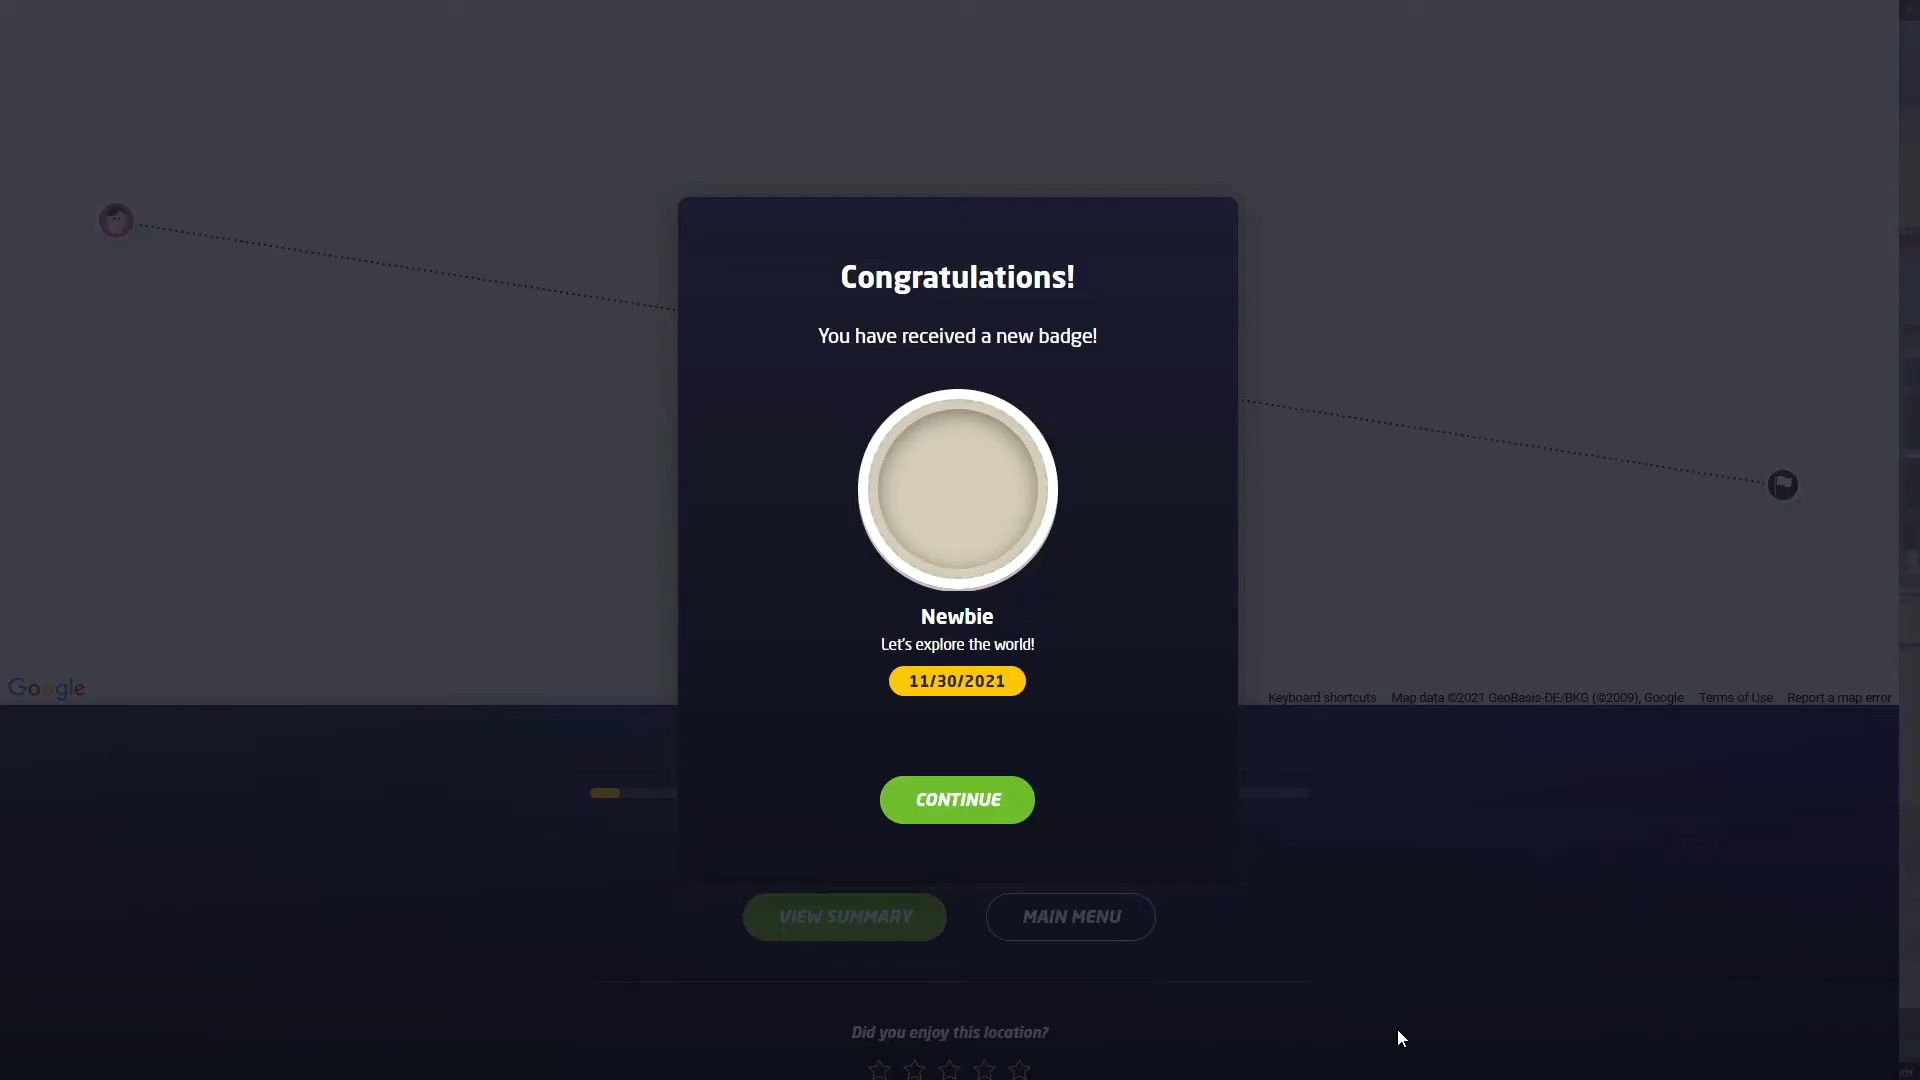 Congratulations!
You have received a new badge!
Newbie
Let's explore the world!
11/30/2021
Google
Keyboard shortcuts Map data ©2021 GeoBasis-DE/BKG (©2009), Google Terms of Use Report a map error
CONTINUE
VIEW SUMMARY MAIN MENU
Did you enjoy this location?